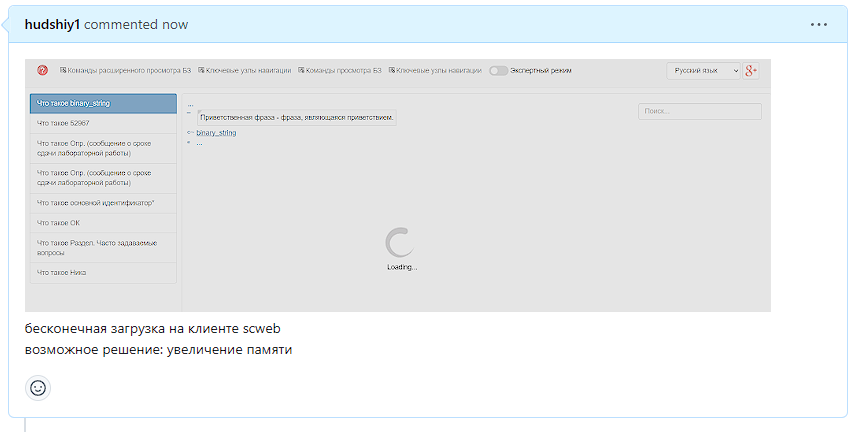 hudshiy1 commented now
Команды расширенного просмотра БЗ Ключевые узлы навигации Команды просмотра БЗ Ключевые узлы навигации Экспертный режим Русский язык g+
Что такое binary_string
Что такое 52967
Что такое Опр. (сообщение о сроке
сдачи лабораторной работы)
Что такое Опр. (сообщение о сроке
сдачи лабораторной работы)
Что такое основной идентификатор*
Что такое ОК
Что такое Раздел. Часто задаваемые
вопросы
Что такое Ника
...
Приветственная фраза - фраза, являющаяся приветствием.
binary_string
...
Поиск...
Loading...
бесконечная загрузка на клиенте scweb
возможное решение: увеличение памяти